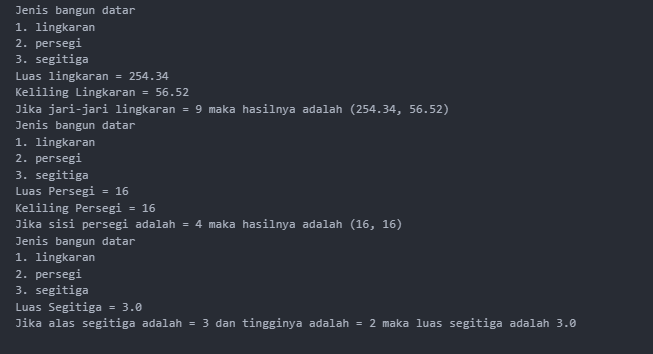 Jenis bangun datar
1. lingkaran
2. persegi
3. segitiga
Luas lingkaran = 254.34
Keliling Lingkaran = 56.52
Jika jari-jari lingkaran = 9 maka hasilnya adalah (254.34, 56.52)
Jenis bangun datar
1. lingkaran
2. persegi
3. segitiga
Luas Persegi = 16
Keliling Persegi = 16
Jika sisi persegi adalah = 4 maka hasilnya adalah (16, 16)
Jenis bangun datar
1. lingkaran
2. persegi
3. segitiga
Luas Segitiga = 3.0
Jika alas segitiga adalah = 3 dan tingginya adalah = 2 maka luas segitiga adalah 3.0